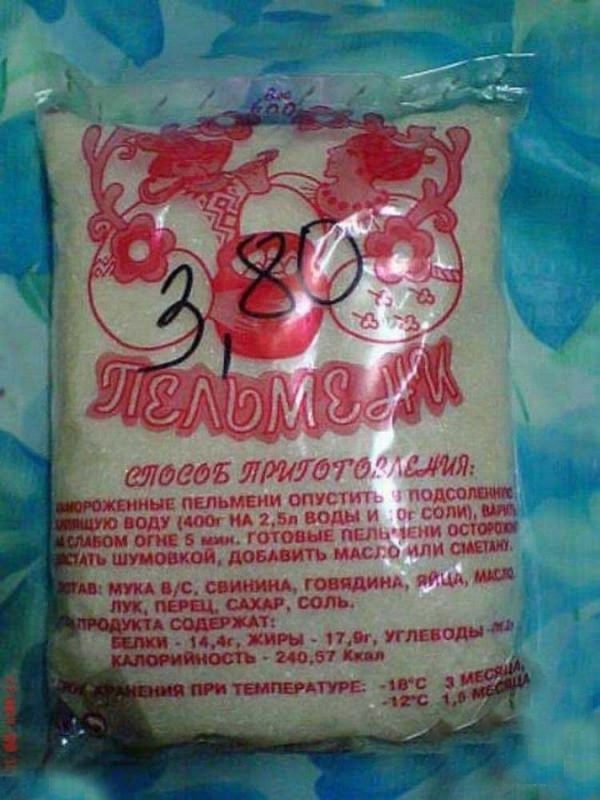 600
3,80
ПЕЛЬМЕНИ
СПОСОБ ПРИГОТОВЛЕНИЯ:
ЗАМОРОЖЕННЫЕ ПЕЛЬМЕНИ ОПУСТИТЬ В ПОДСОЛЕННУЮ
КИПЯЩУЮ ВОДУ (400г НА 2,5л ВОДЫ И СОЛИ), ВАРИТЬ
НА СЛАБОМ ОГНЕ 5 мин. ГОТОВЫЕ ПЕЛЬМЕНИ ОСТОРОЖНО
ДОСТАТЬ ШУМОВКОЙ, ДОБАВИТЬ МАСЛО ИЛИ СМЕТАНУ.
СОСТАВ: МУКА В/С, СВИНИНА, ГОВЯДИНА, ЯЙЦА, МАСЛО,
ЛУК, ПЕРЕЦ, САХАР, СОЛЬ.
ПРОДУКТА СОДЕРЖАТ:
БЕЛКИ - 14,4г, ЖИРЫ - 17,9г, УГЛЕВОДЫ -
КАЛОРИЙНОСТЬ - 240,57 Ккал
СРОК ХРАНЕНИЯ ПРИ ТЕМПЕРАТУРЕ: -18°С 3 МЕСЯЦА,
-12°С 1,5 МЕСЯЦА